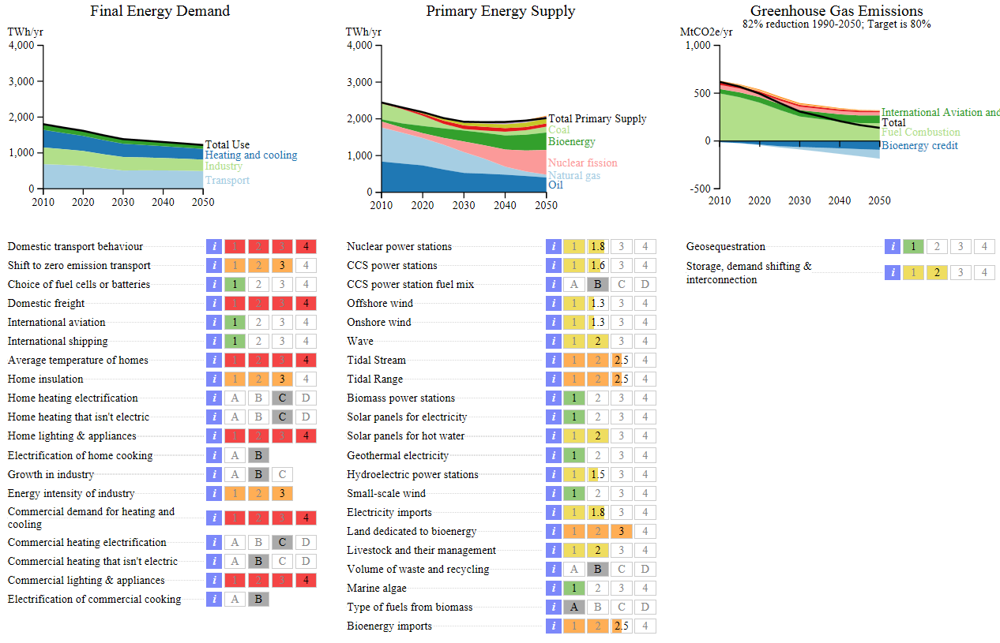 Final Energy Demand
TWh/yr
4,000
3,000
2,000
1,000
0
2010 2020 2030 2040 2050
Total Use
Heating and cooling
Industry
Transport
Primary Energy Supply
TWh/yr
4,000
3,000
2,000
1,000
0
2010 2020 2030 2040 2050
Total Primary Supply
Coal
Bioenergy
Nuclear fission
Natural gas
Oil
Greenhouse Gas Emissions
82% reduction 1990-2050; Target is 80%
MtCO2e/yr
1,000
500
0
-500
2010 2020 2030 2040 2050
International Aviation and
Total
Fuel Combustion
Bioenergy credit
Domestic transport behaviour i 1 2 3 4
Shift to zero emission transport i 1 2 3 4
Choice of fuel cells or batteries i 1 2 3 4
Domestic freight i 1 2 3 4
International aviation i 1 2 3 4
International shipping i 1 2 3 4
Average temperature of homes i 1 2 3 4
Home insulation i 1 2 3 4
Home heating electrification i A B C D
Home heating that isn't electric i A B C D
Home lighting & appliances i 1 2 3 4
Electrification of home cooking i A B
Growth in industry i A B C
Energy intensity of industry i 1 2 3
Commercial demand for heating and
cooling i 1 2 3 4
Commercial heating electrification i A B C D
Commercial heating that isn't electric i A B C D
Commercial lighting & appliances i 1 2 3 4
Electrification of commercial cooking i A B
Nuclear power stations i 1 1.8 3 4
CCS power stations i 1 1.6 3 4
CCS power station fuel mix i A B C D
Offshore wind i 1 1.3 3 4
Onshore wind i 1 1.3 3 4
Wave i 1 2 3 4
Tidal Stream i 1 2 2.5 4
Tidal Range i 1 2 2.5 4
Biomass power stations i 1 2 3 4
Solar panels for electricity i 1 2 3 4
Solar panels for hot water i 1 2 3 4
Geothermal electricity i 1 2 3 4
Hydroelectric power stations i 1 1.5 3 4
Small-scale wind i 1 2 3 4
Electricity imports i 1 1.8 3 4
Land dedicated to bioenergy i 1 2 3 4
Livestock and their management i 1 2 3 4
Volume of waste and recycling i A B C D
Marine algae i 1 2 3 4
Type of fuels from biomass i A B C D
Bioenergy imports i 1 2 2.5 4
Geosequestration i 1 2 3 4
Storage, demand shifting &
interconnection i 1 2 3 4